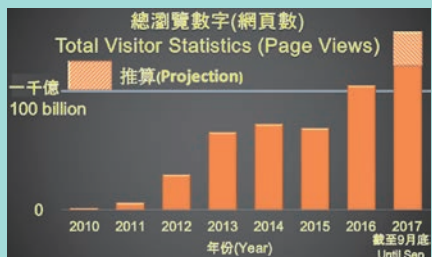 總瀏覽數字(網頁數)
Total Visitor Statistics (Page Views)
推算(Projection)
一千億
100 billion
0
2010 2011 2012 2013 2014 2015 2016 2017
截至9月底
Until Sep
年份(Year)